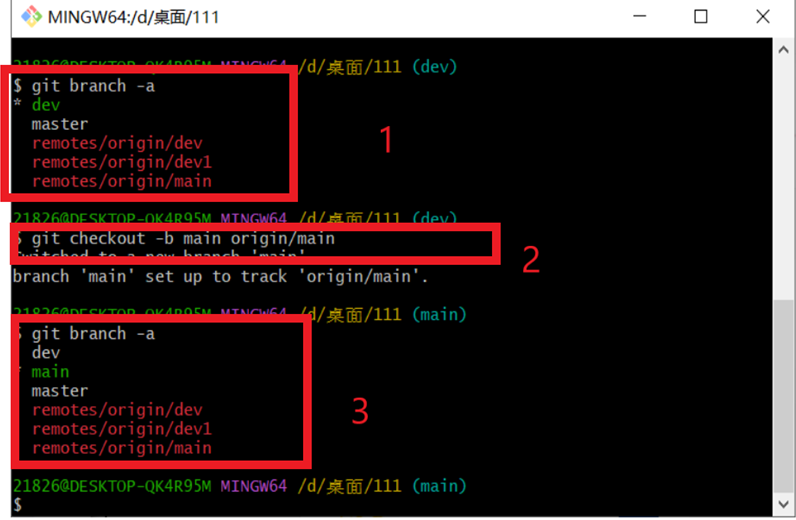 MINGW64:/d/桌面/111
21826@DESKTOP-QK4R95M MINGW64 /d/桌面/111 (dev)
$ git branch -a
* dev
master
remotes/origin/dev
remotes/origin/dev1
remotes/origin/main
1
21826@DESKTOP-QK4R95M MINGW64 /d/桌面/111 (dev)
$ git checkout -b main origin/main
Switched to a new branch 'main'
branch 'main' set up to track 'origin/main'.
2
21826@DESKTOP-QK4R95M MINGW64 /d/桌面/111 (main)
$ git branch -a
dev
* main
master
remotes/origin/dev
remotes/origin/dev1
remotes/origin/main
3
21826@DESKTOP-QK4R95M MINGW64 /d/桌面/111 (main)
$